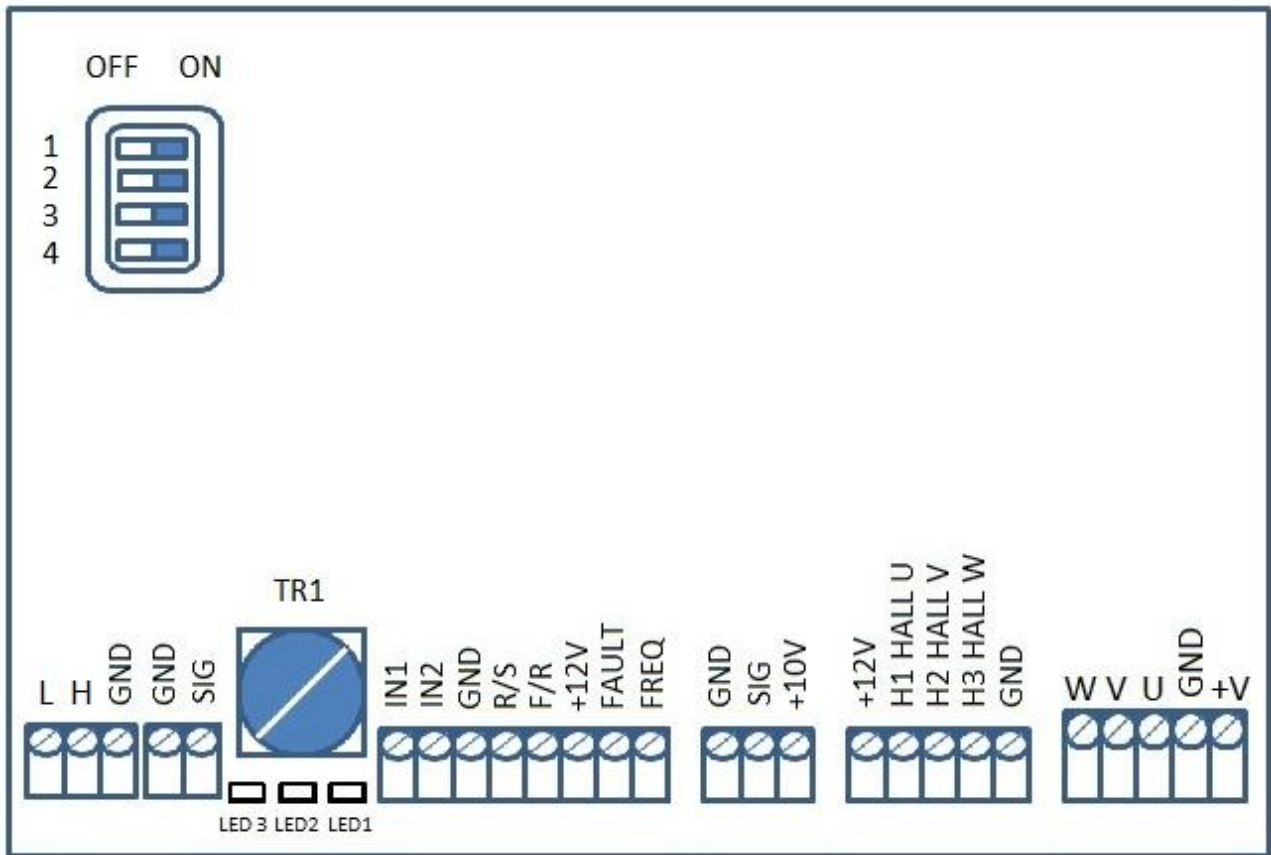 OFF ON
1
2
3
4
TR1
L H GND GND SIG
IN1 IN2 GND R/S F/R +12V FAULT FREQ
GND SIG +10V
+12V H1 HALL U H2 HALL V H3 HALL W GND
W V U GND +V
LED 3 LED2 LED1